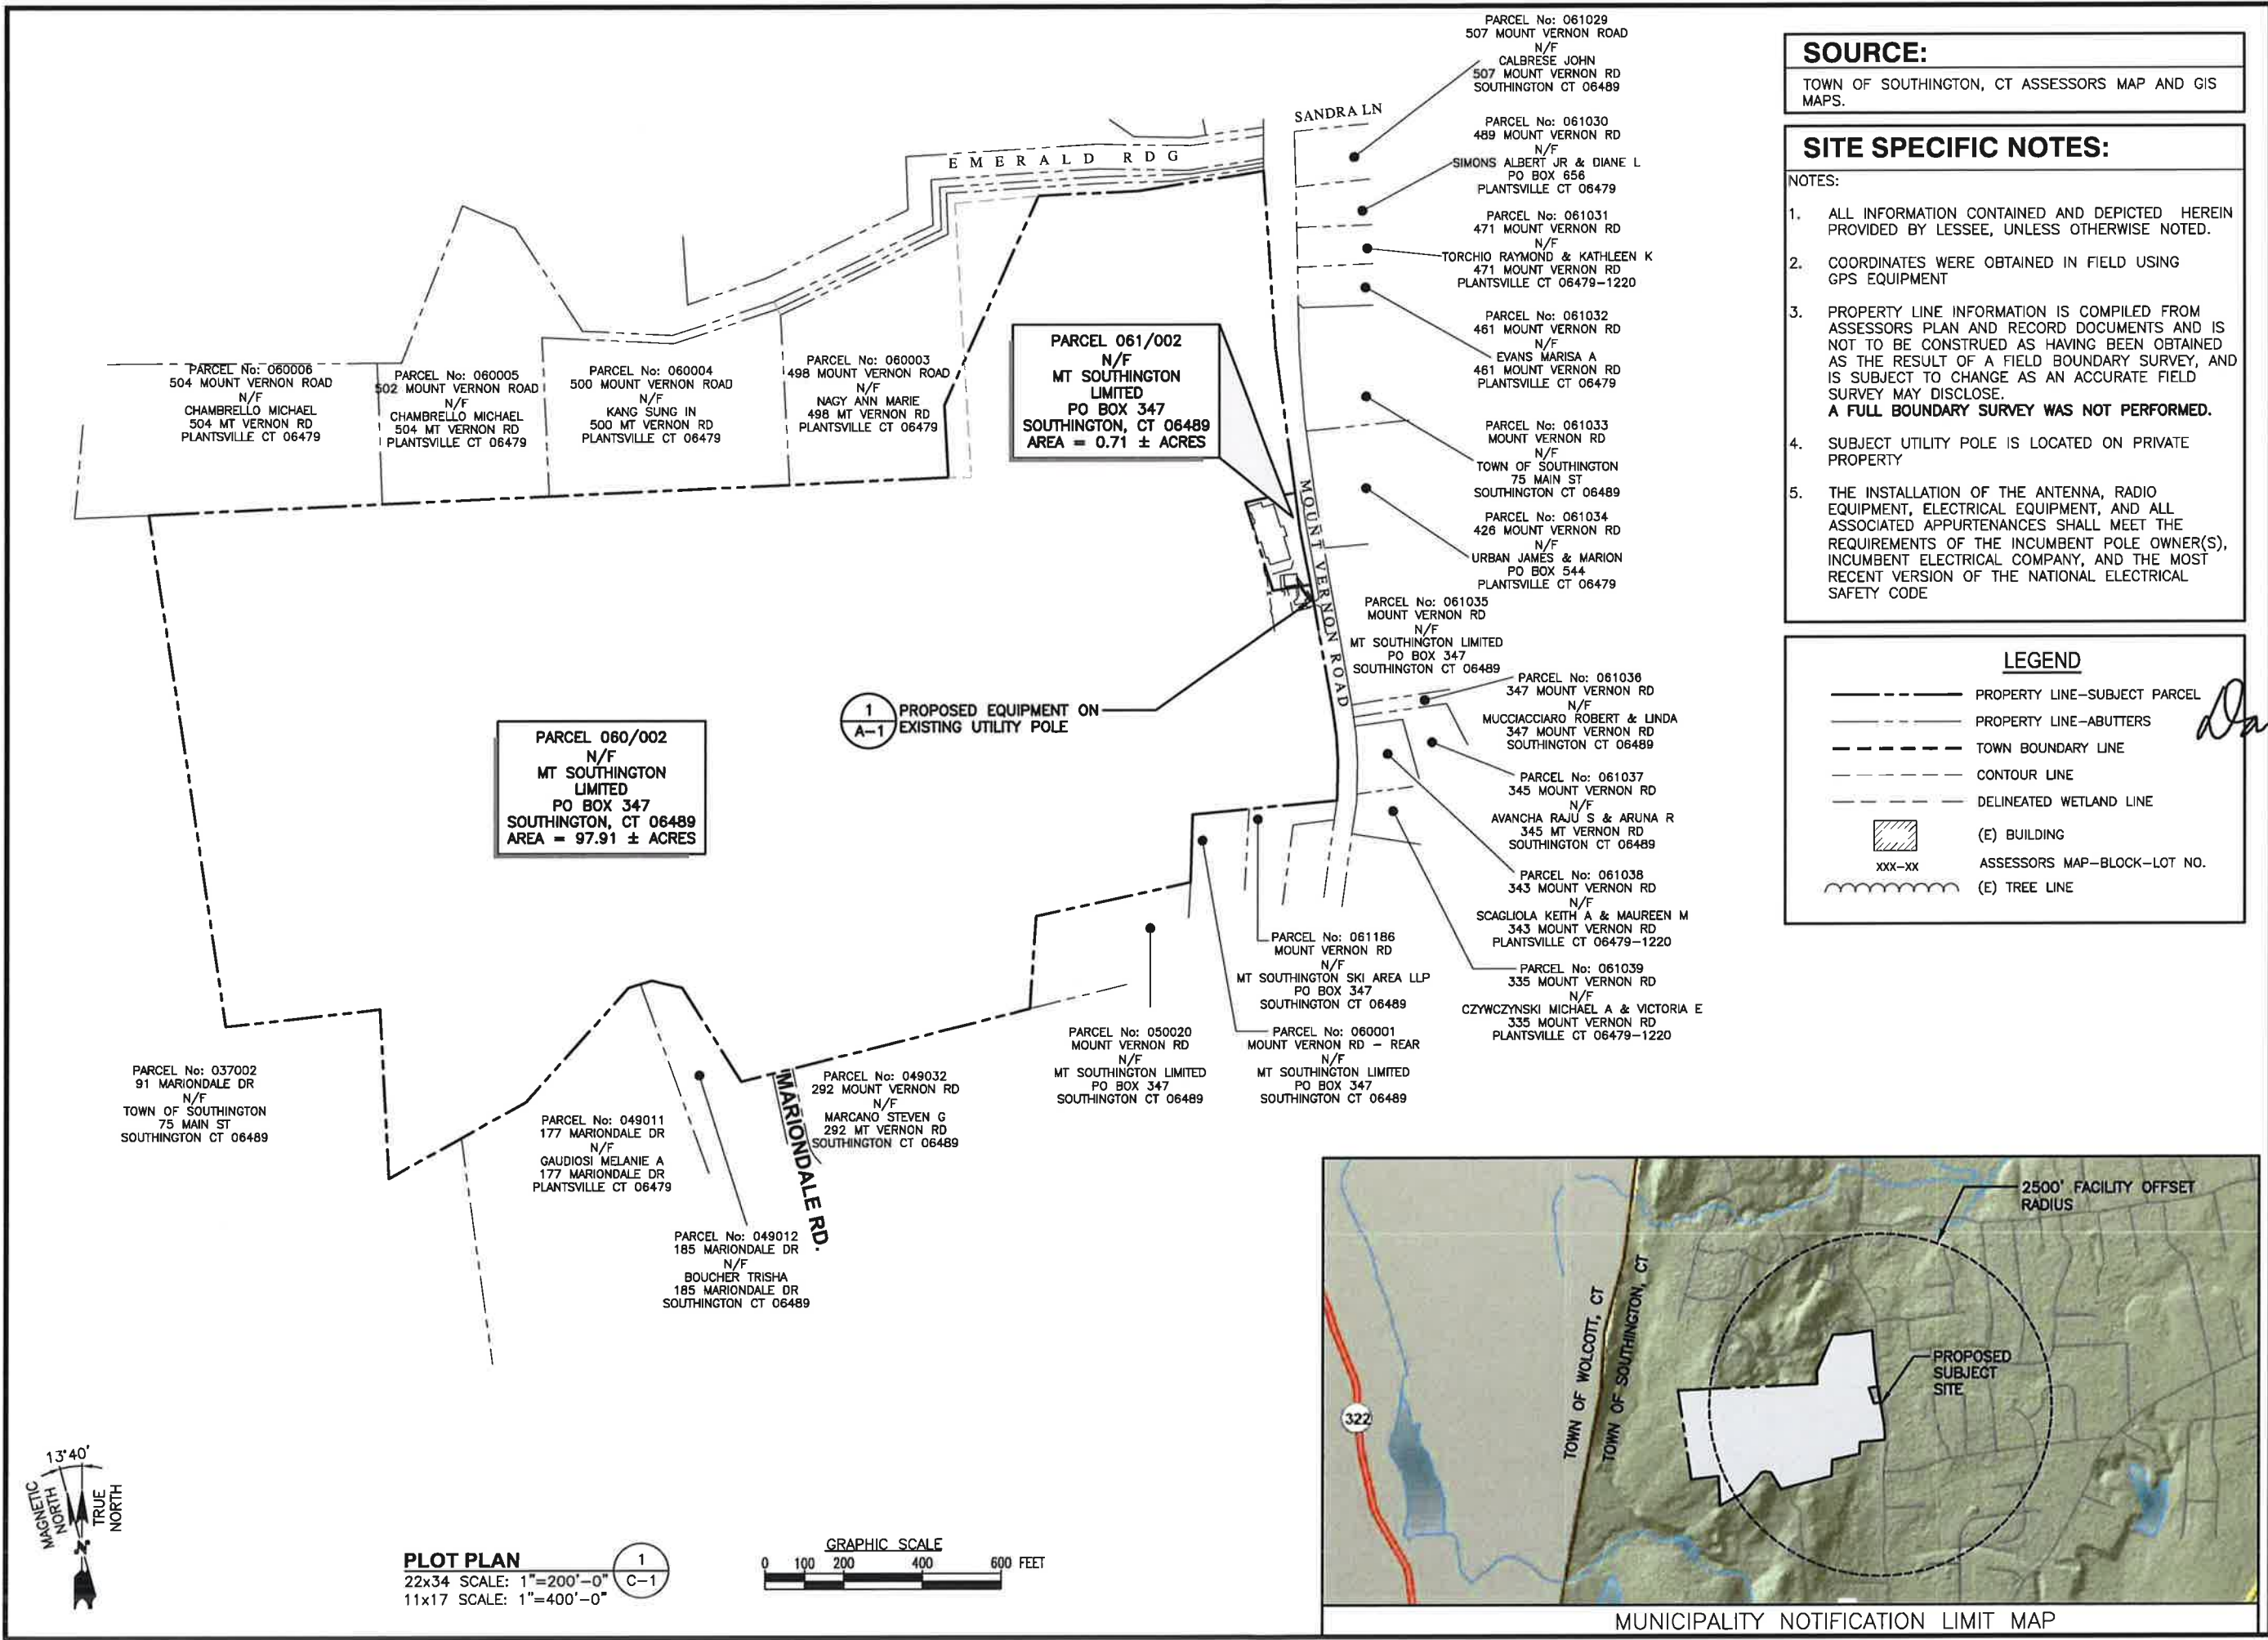 PARCEL No: 061029
507 MOUNT VERNON ROAD
N/F
CALBRESE JOHN
507 MOUNT VERNON RD
SOUTHINGTON CT 06489
SANDRA LN
PARCEL No: 061030
489 MOUNT VERNON RD
N/F
SIMONS ALBERT JR & DIANE L
PO BOX 656
PLANTSVILLE CT 06479
EMERALD RDG
PARCEL No: 061031
471 MOUNT VERNON RD
N/F
TORCHIO RAYMOND & KATHLEEN K
471 MOUNT VERNON RD
PLANTSVILLE CT 06479-1220
PARCEL No: 061032
461 MOUNT VERNON RD
N/F
EVANS MARISA A
461 MOUNT VERNON RD
PLANTSVILLE CT 06479
PARCEL No: 061033
MOUNT VERNON RD
N/F
TOWN OF SOUTHINGTON
75 MAIN ST
SOUTHINGTON CT 06489
PARCEL No: 061034
426 MOUNT VERNON RD
N/F
URBAN JAMES & MARION
PO BOX 544
PLANTSVILLE CT 06479
PARCEL No: 061035
MOUNT VERNON RD
N/F
MT SOUTHINGTON LIMITED
PO BOX 347
SOUTHINGTON CT 06489
PARCEL No: 061036
347 MOUNT VERNON RD
N/F
MUCCIACCIARO ROBERT & LINDA
347 MOUNT VERNON RD
SOUTHINGTON CT 06489
PARCEL No: 061037
345 MOUNT VERNON RD
N/F
AVANCHA RAJU S & ARUNA R
345 MT VERNON RD
SOUTHINGTON CT 06489
PARCEL No: 061038
343 MOUNT VERNON RD
N/F
SCAGLIOLA KEITH A & MAUREEN M
343 MOUNT VERNON RD
PLANTSVILLE CT 06479-1220
PARCEL No: 061039
335 MOUNT VERNON RD
N/F
CZYWCZYNSKI MICHAEL A & VICTORIA E
335 MOUNT VERNON RD
PLANTSVILLE CT 06479-1220
PARCEL No: 060006
504 MOUNT VERNON ROAD
N/F
CHAMBRELLO MICHAEL
504 MT VERNON RD
PLANTSVILLE CT 06479
PARCEL No: 060005
502 MOUNT VERNON ROAD
N/F
CHAMBRELLO MICHAEL
504 MT VERNON RD
PLANTSVILLE CT 06479
PARCEL No: 060004
500 MOUNT VERNON ROAD
N/F
KANG SUNG IN
500 MT VERNON RD
PLANTSVILLE CT 06479
PARCEL No: 060003
498 MOUNT VERNON ROAD
N/F
NAGY ANN MARIE
498 MT VERNON RD
PLANTSVILLE CT 06479
PARCEL 061/002
N/F
MT SOUTHINGTON
LIMITED
PO BOX 347
SOUTHINGTON, CT 06489
AREA = 0.71 ± ACRES
MOUNT VERNON ROAD
1
A-1
PROPOSED EQUIPMENT ON
EXISTING UTILITY POLE
PARCEL 060/002
N/F
MT SOUTHINGTON
LIMITED
PO BOX 347
SOUTHINGTON, CT 06489
AREA = 97.91 ± ACRES
PARCEL No: 061186
MOUNT VERNON RD
N/F
MT SOUTHINGTON SKI AREA LLP
PO BOX 347
SOUTHINGTON CT 06489
PARCEL No: 050020
MOUNT VERNON RD
N/F
MT SOUTHINGTON LIMITED
PO BOX 347
SOUTHINGTON CT 06489
PARCEL No: 060001
MOUNT VERNON RD - REAR
N/F
MT SOUTHINGTON LIMITED
PO BOX 347
SOUTHINGTON CT 06489
PARCEL No: 037002
91 MARIONDALE DR
N/F
TOWN OF SOUTHINGTON
75 MAIN ST
SOUTHINGTON CT 06489
PARCEL No: 049011
177 MARIONDALE DR
N/F
GAUDIOSI MELANIE A
177 MARIONDALE DR
PLANTSVILLE CT 06479
MARIONDALE RD.
PARCEL No: 049032
292 MOUNT VERNON RD
N/F
MARCANO STEVEN G
292 MT VERNON RD
SOUTHINGTON CT 06489
PARCEL No: 049012
185 MARIONDALE DR
N/F
BOUCHER TRISHA
185 MARIONDALE DR
SOUTHINGTON CT 06489
SOURCE:
TOWN OF SOUTHINGTON, CT ASSESSORS MAP AND GIS
MAPS.
SITE SPECIFIC NOTES:
NOTES:
1. ALL INFORMATION CONTAINED AND DEPICTED HEREIN
PROVIDED BY LESSEE, UNLESS OTHERWISE NOTED.
2. COORDINATES WERE OBTAINED IN FIELD USING
GPS EQUIPMENT
3. PROPERTY LINE INFORMATION IS COMPILED FROM
ASSESSORS PLAN AND RECORD DOCUMENTS AND IS
NOT TO BE CONSTRUED AS HAVING BEEN OBTAINED
AS THE RESULT OF A FIELD BOUNDARY SURVEY, AND
IS SUBJECT TO CHANGE AS AN ACCURATE FIELD
SURVEY MAY DISCLOSE.
A FULL BOUNDARY SURVEY WAS NOT PERFORMED.
4. SUBJECT UTILITY POLE IS LOCATED ON PRIVATE
PROPERTY
5. THE INSTALLATION OF THE ANTENNA, RADIO
EQUIPMENT, ELECTRICAL EQUIPMENT, AND ALL
ASSOCIATED APPURTENANCES SHALL MEET THE
REQUIREMENTS OF THE INCUMBENT POLE OWNER(S),
INCUMBENT ELECTRICAL COMPANY, AND THE MOST
RECENT VERSION OF THE NATIONAL ELECTRICAL
SAFETY CODE
LEGEND
PROPERTY LINE-SUBJECT PARCEL
PROPERTY LINE-ABUTTERS
TOWN BOUNDARY LINE
CONTOUR LINE
DELINEATED WETLAND LINE
(E) BUILDING
XXX-XX ASSESSORS MAP-BLOCK-LOT NO.
(E) TREE LINE
2500' FACILITY OFFSET
RADIUS
TOWN OF WOLCOTT, CT
TOWN OF SOUTHINGTON, CT
PROPOSED
SUBJECT
SITE
322
MUNICIPALITY NOTIFICATION LIMIT MAP
13°40'
MAGNETIC
NORTH
TRUE
NORTH
N
PLOT PLAN
22x34 SCALE: 1"=200'-0"
11x17 SCALE: 1"=400'-0"
1
C-1
GRAPHIC SCALE
0 100 200 400 600 FEET